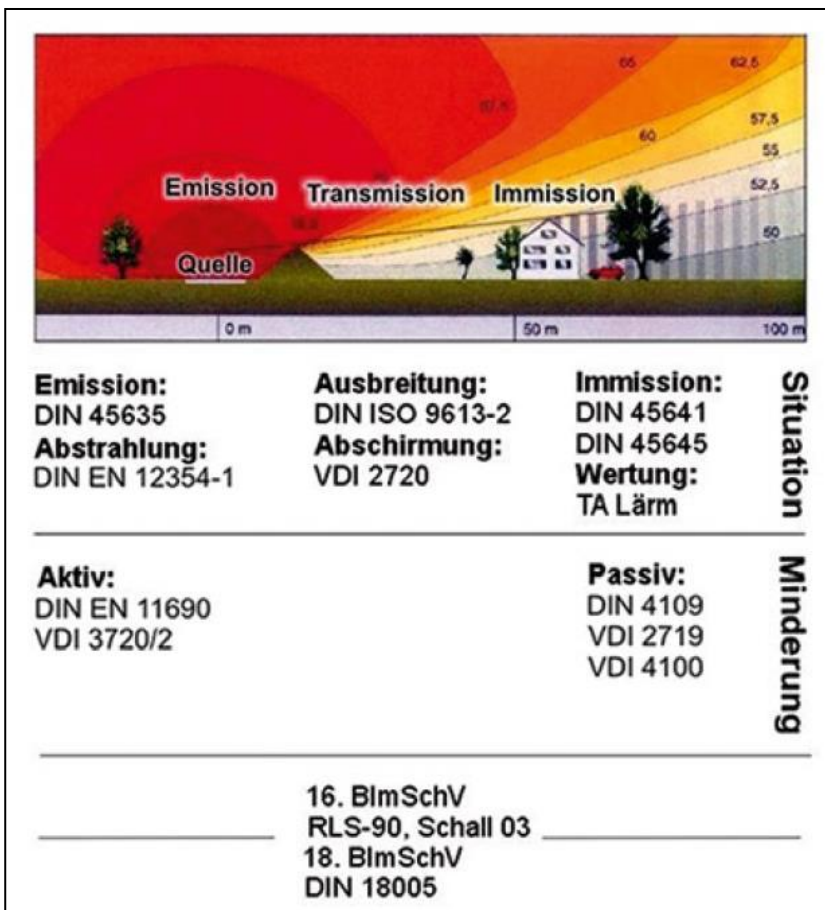 65
62,5
67,5
60
57,5
55
52,5
50
Emission
Transmission
Immission
Quelle
0 m
50 m
100 m
Emission:
DIN 45635
Abstrahlung:
DIN EN 12354-1
Ausbreitung:
DIN ISO 9613-2
Abschirmung:
VDI 2720
Immission:
DIN 45641
DIN 45645
Wertung:
TA Lärm
Situation
Aktiv:
DIN EN 11690
VDI 3720/2
Passiv:
DIN 4109
VDI 2719
VDI 4100
Minderung
16. BImSchV
RLS-90, Schall 03
18. BImSchV
DIN 18005